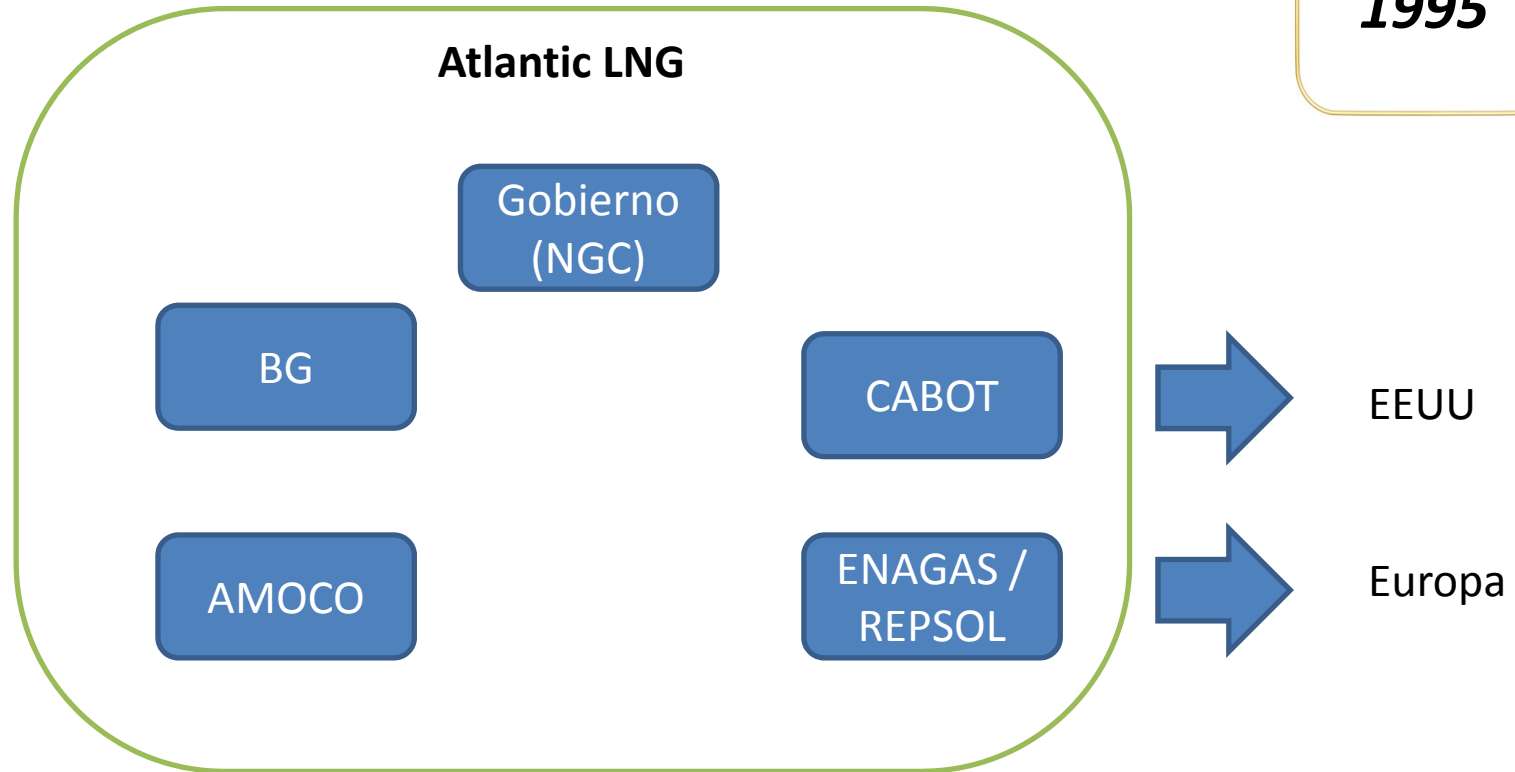 1995
Atlantic LNG
Gobierno
(NGC)
BG
CABOT
EEUU
AMOCO
ENAGAS /
REPSOL
Europa